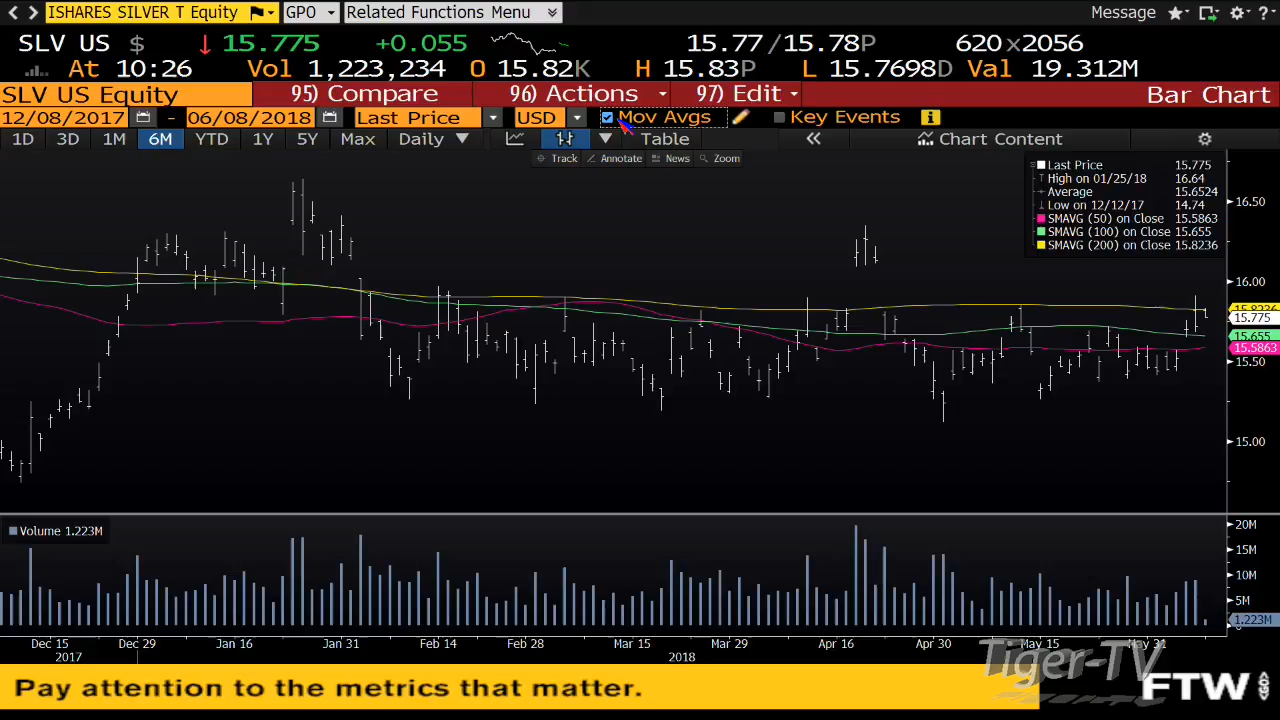 ISHARES SILVER T Equity GPO Related Functions Menu Message ?
SLV US $ 15.775 +0.055 15.77/15.78P 620x2056
At 10:26 Vol 1,223,234 O 15.82K H 15.83P L 15.7698D Val 19.312M
SLV US Equity 95) Compare 96) Actions 97) Edit Bar Chart
12/08/2017 - 06/08/2018 Last Price USD Mov Avgs Key Events i
1D 3D 1M 6M YTD 1Y 5Y Max Daily Table Chart Content
Track Annotate News Zoom
Last Price 15.775
High on 01/25/18 16.64
Average 15.6524
Low on 12/12/17 14.74
SMAVG (50) on Close 15.5863
SMAVG (100) on Close 15.655
SMAVG (200) on Close 15.8236
16.50
16.00
15.8236
15.775
15.655
15.5863
15.50
15.00
Volume 1.223M
20M
15M
10M
5M
1.223M
0
Dec 15 Dec 29 Jan 16 Jan 31 Feb 14 Feb 28 Mar 15 Mar 29 Apr 16 Apr 30 May 15 May 31
2017 2018
Tiger-TV
Pay attention to the metrics that matter.
FTW